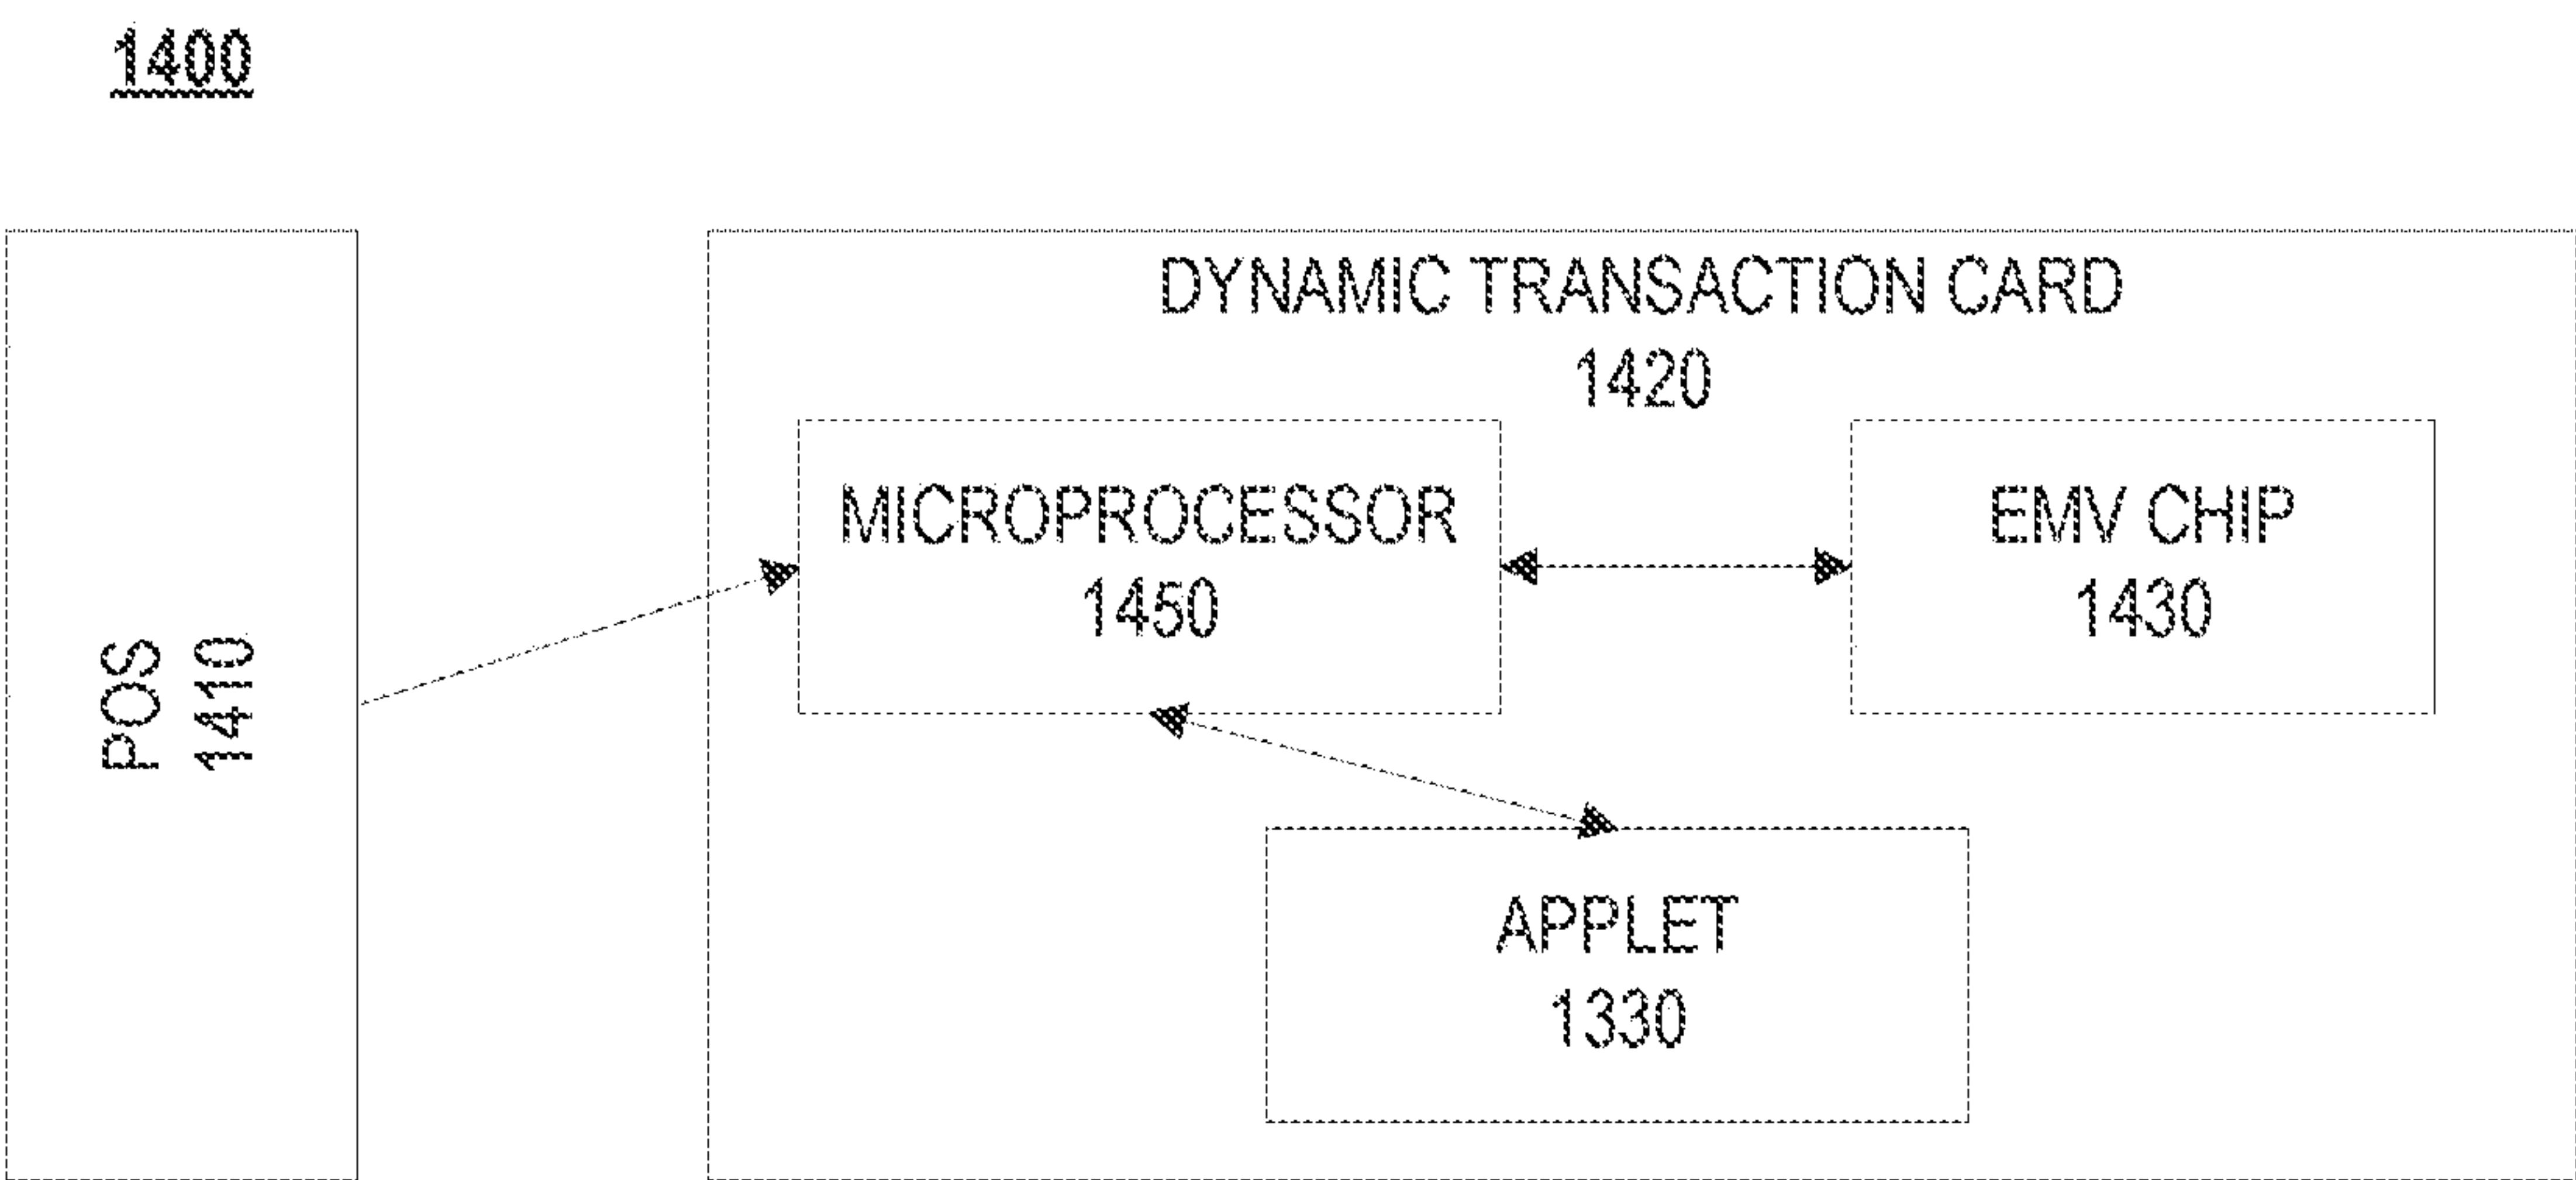 1400
POS
1410
DYNAMIC TRANSACTION CARD
1420
MICROPROCESSOR
1450
EMV CHIP
1430
APPLET
1330